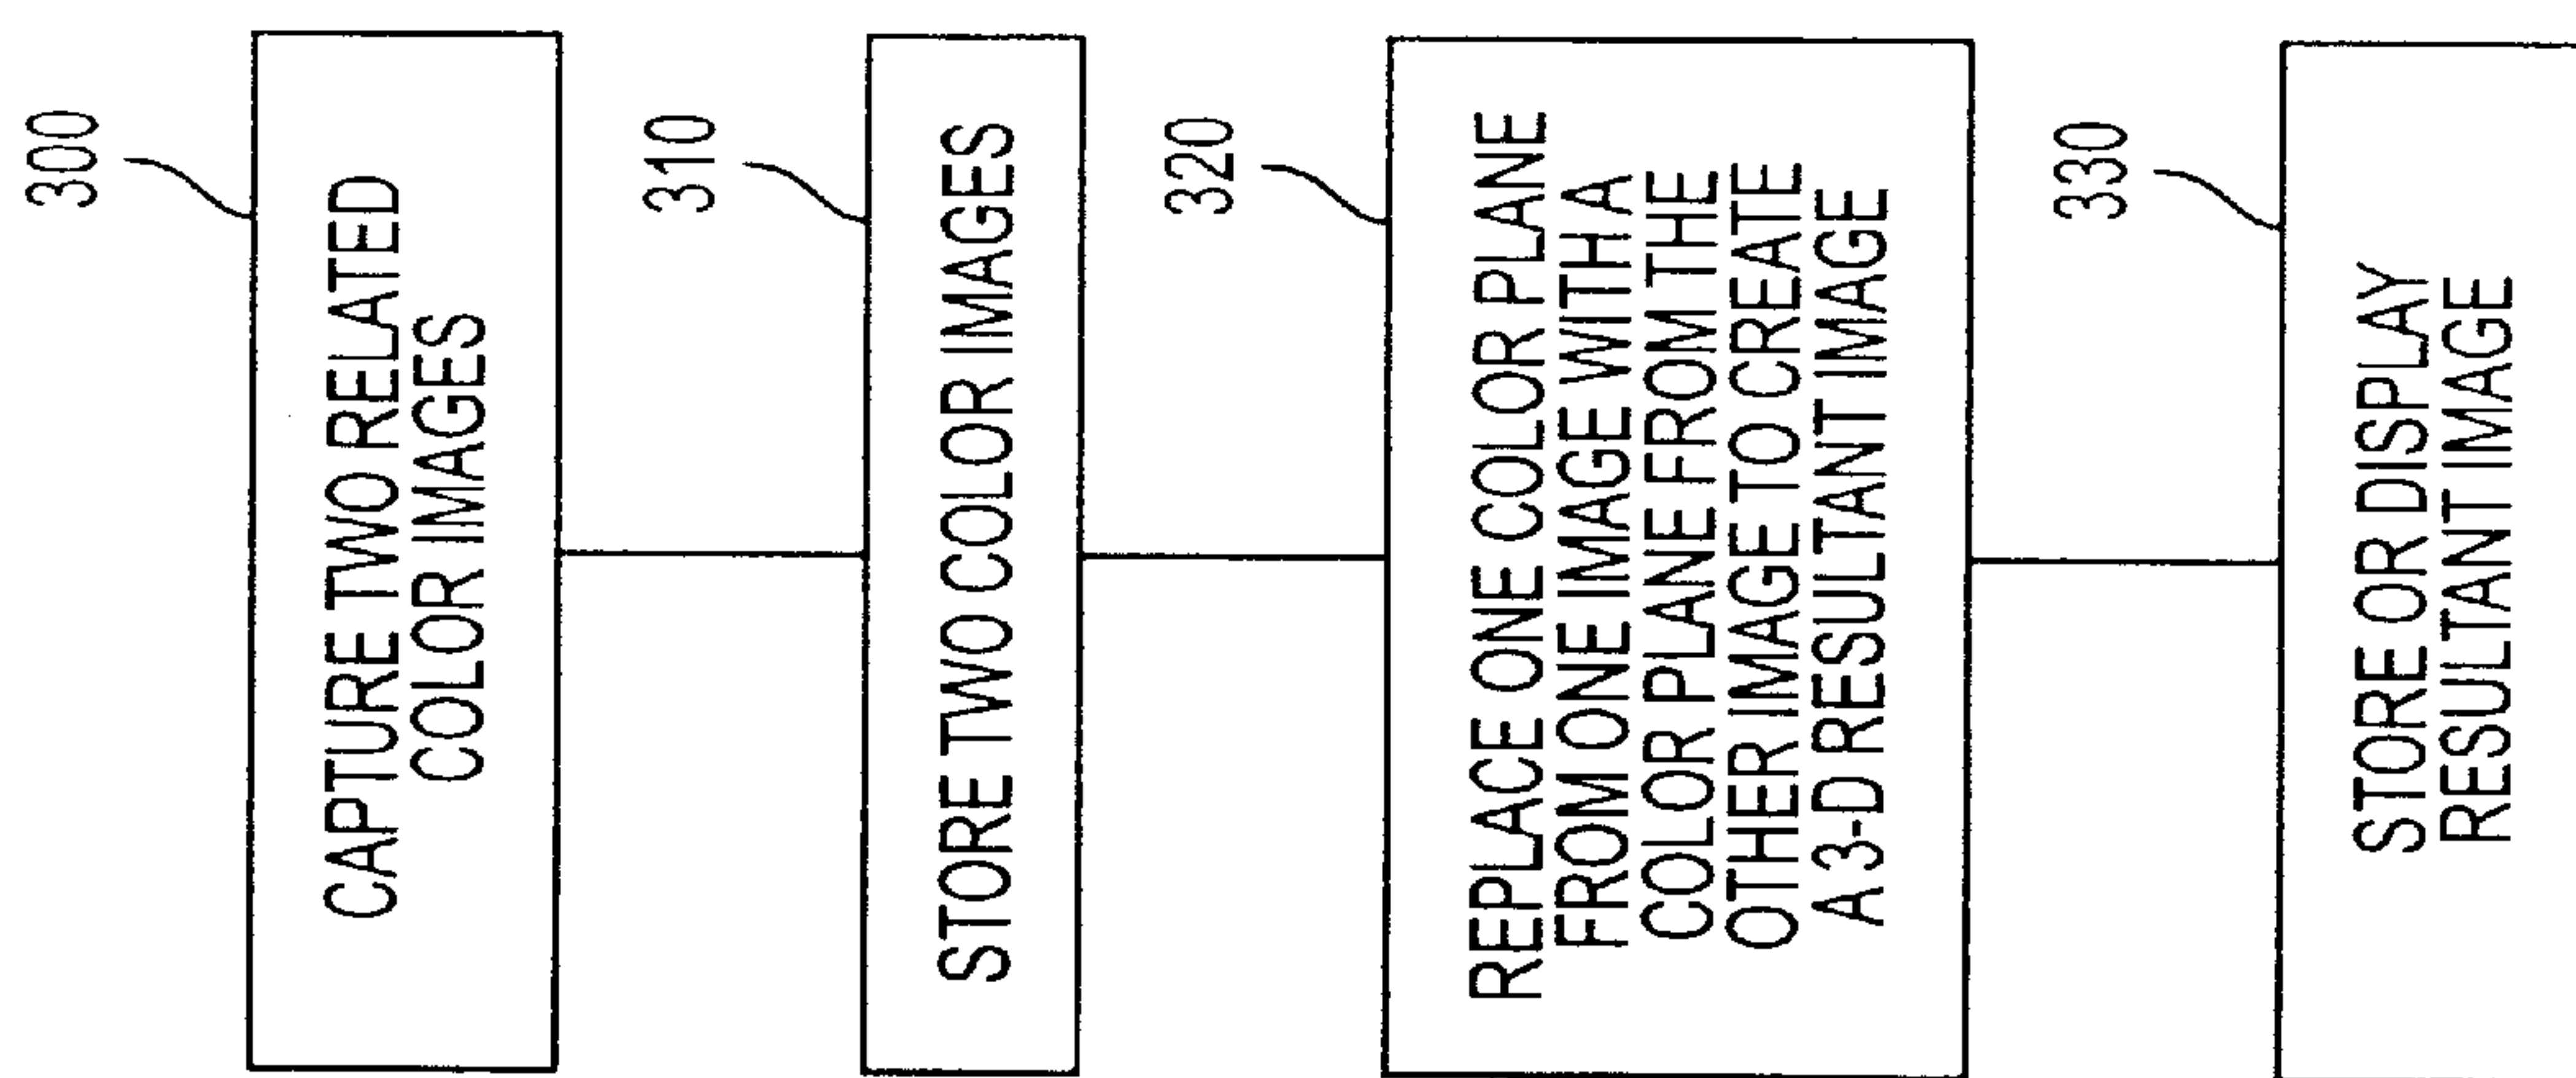 300
CAPTURE TWO RELATED
COLOR IMAGES
310
STORE TWO COLOR IMAGES
320
REPLACE ONE COLOR PLANE
FROM ONE IMAGE WITH A
COLOR PLANE FROM THE
OTHER IMAGE TO CREATE
A 3-D RESULTANT IMAGE
330
STORE OR DISPLAY
RESULTANT IMAGE